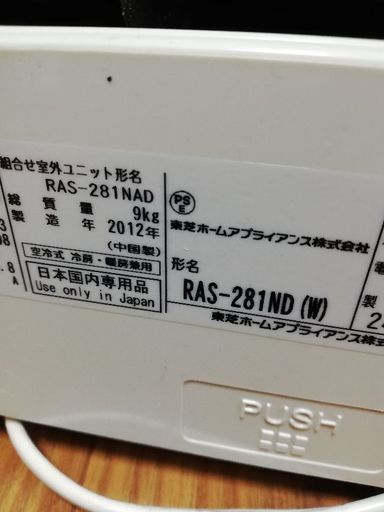 組合せ室外ユニット形名
RAS-281NAD
総質量 9kg
製造年 2012年
(中国製)
空冷式 冷房・暖房兼用
日本国内専用品
Use only in Japan
PS
E
東芝ホームアプライアンス株式会社
形名
RAS-281ND (W)
東芝ホームアプライアンス株式会
製
PUSH